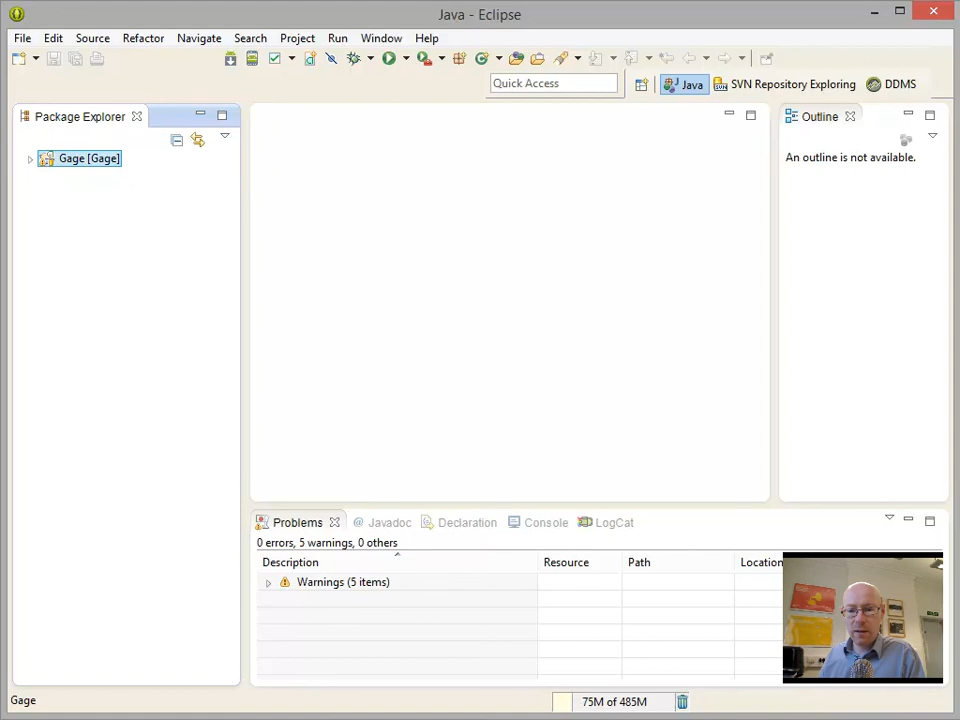 Java - Eclipse
File Edit Source Refactor Navigate Search Project Run Window Help
Quick Access
Java
SVN Repository Exploring
DDMS
Package Explorer
Gage [Gage]
Outline
An outline is not available.
Problems
@ Javadoc
Declaration
Console
LogCat
0 errors, 5 warnings, 0 others
Description Resource Path Location
Warnings (5 items)
Gage
75M of 485M